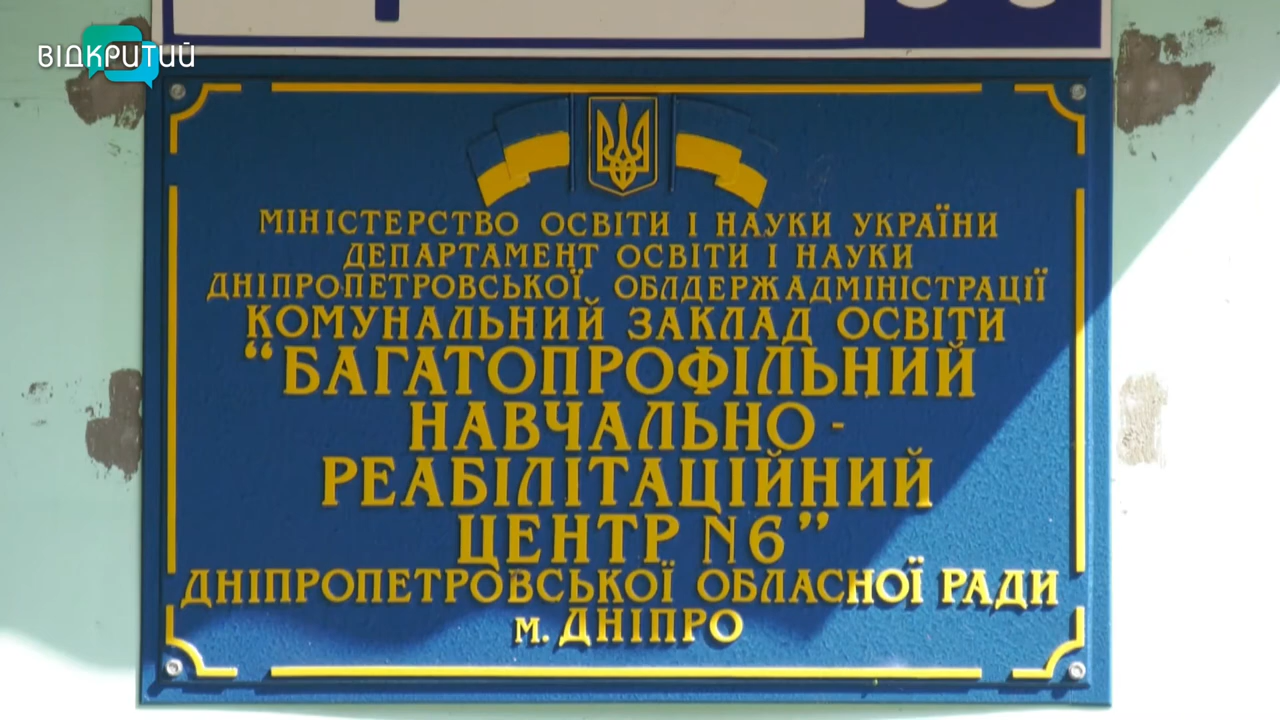 ВІДКРИТИЙ
МІНІСТЕРСТВО ОСВІТИ І НАУКИ УКРАЇНИ
ДЕПАРТАМЕНТ ОСВІТИ І НАУКИ
ДНІПРОПЕТРОВСЬКОЇ ОБЛДЕРЖАДМІНІСТРАЦІЇ
КОМУНАЛЬНИЙ ЗАКЛАД ОСВІТИ
“БАГАТОПРОФІЛЬНИЙ
НАВЧАЛЬНО-
РЕАБІЛІТАЦІЙНИЙ
ЦЕНТР N6”
ДНІПРОПЕТРОВСЬКОЇ ОБЛАСНОЇ РАДИ
м. ДНІПРО